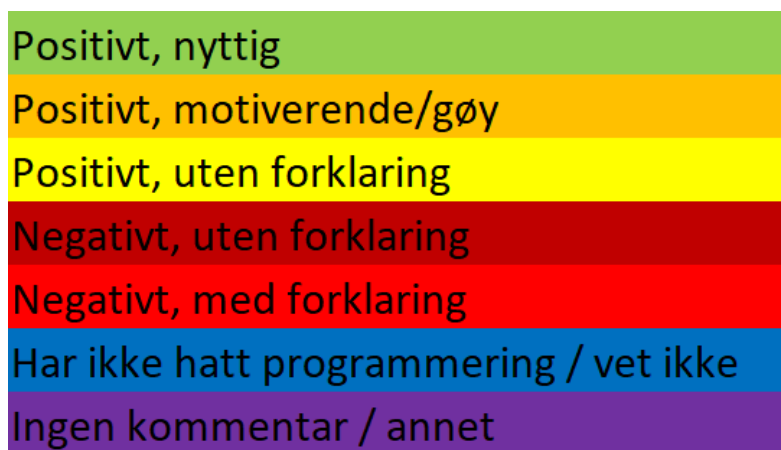 Positivt, nyttig
Positivt, motiverende/gøy
Positivt, uten forklaring
Negativt, uten forklaring
Negativt, med forklaring
Har ikke hatt programmering / vet ikke
Ingen kommentar / annet